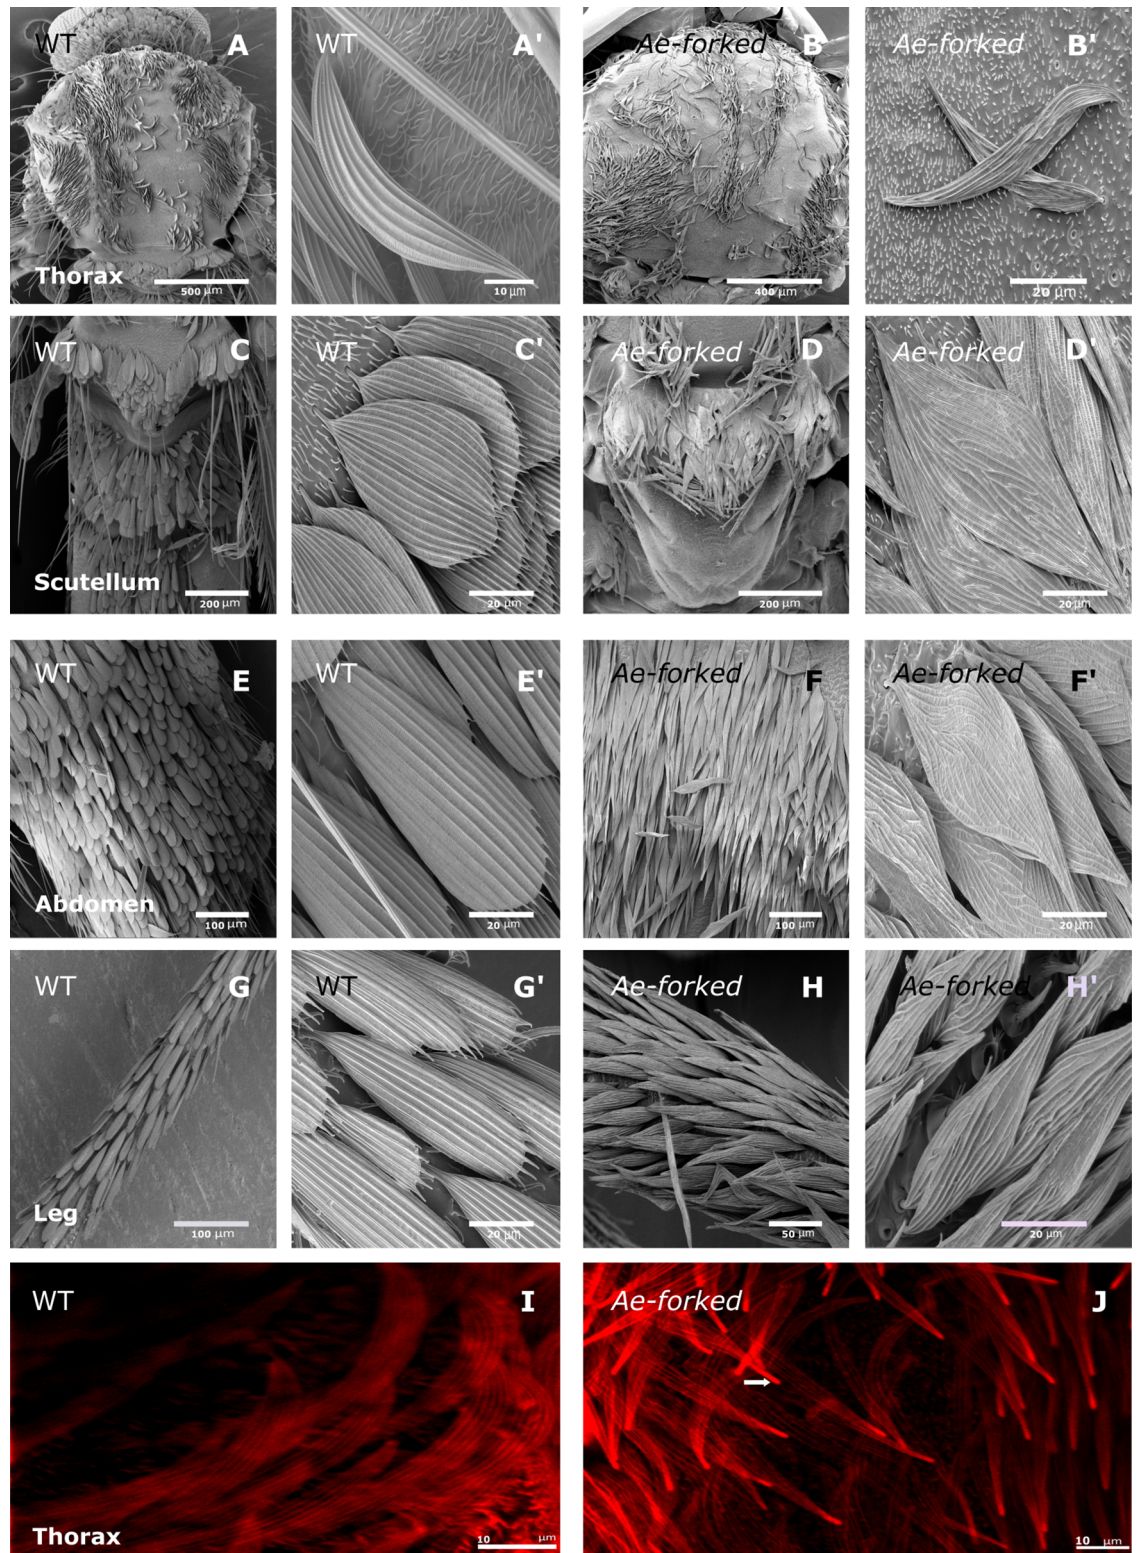 WT A
Thorax
500 µm
WT A'
10 µm
Ae-forked B
400 µm
Ae-forked B'
20 µm
WT C
Scutellum
200 µm
WT C'
20 µm
Ae-forked D
200 µm
Ae-forked D'
20 µm
WT E
Abdomen
100 µm
WT E'
20 µm
Ae-forked F
100 µm
Ae-forked F'
20 µm
WT G
Leg
100 µm
WT G'
20 µm
Ae-forked H
50 µm
Ae-forked H'
20 µm
WT I
Thorax
10 µm
Ae-forked J
10 µm